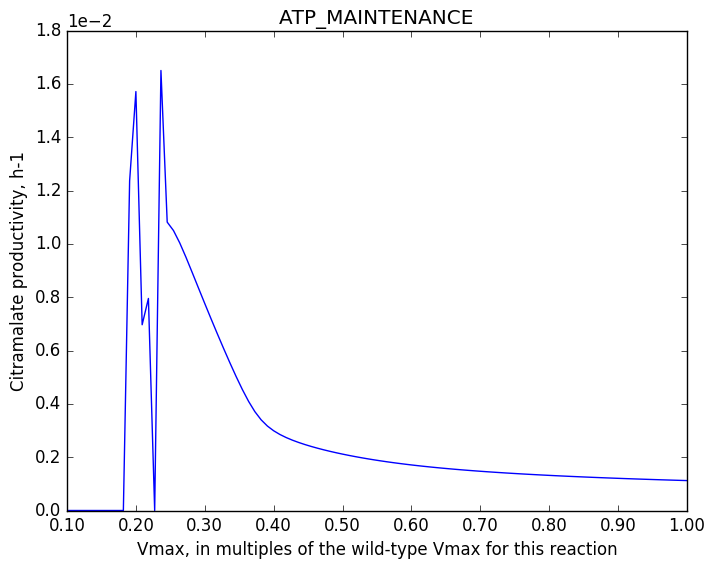 ATP_MAINTENANCE
1e−2
1.8
1.6
1.4
1.2
1.0
0.8
0.6
0.4
0.2
0.0
Citramalate productivity, h-1
0.10 0.20 0.30 0.40 0.50 0.60 0.70 0.80 0.90 1.00
Vmax, in multiples of the wild-type Vmax for this reaction